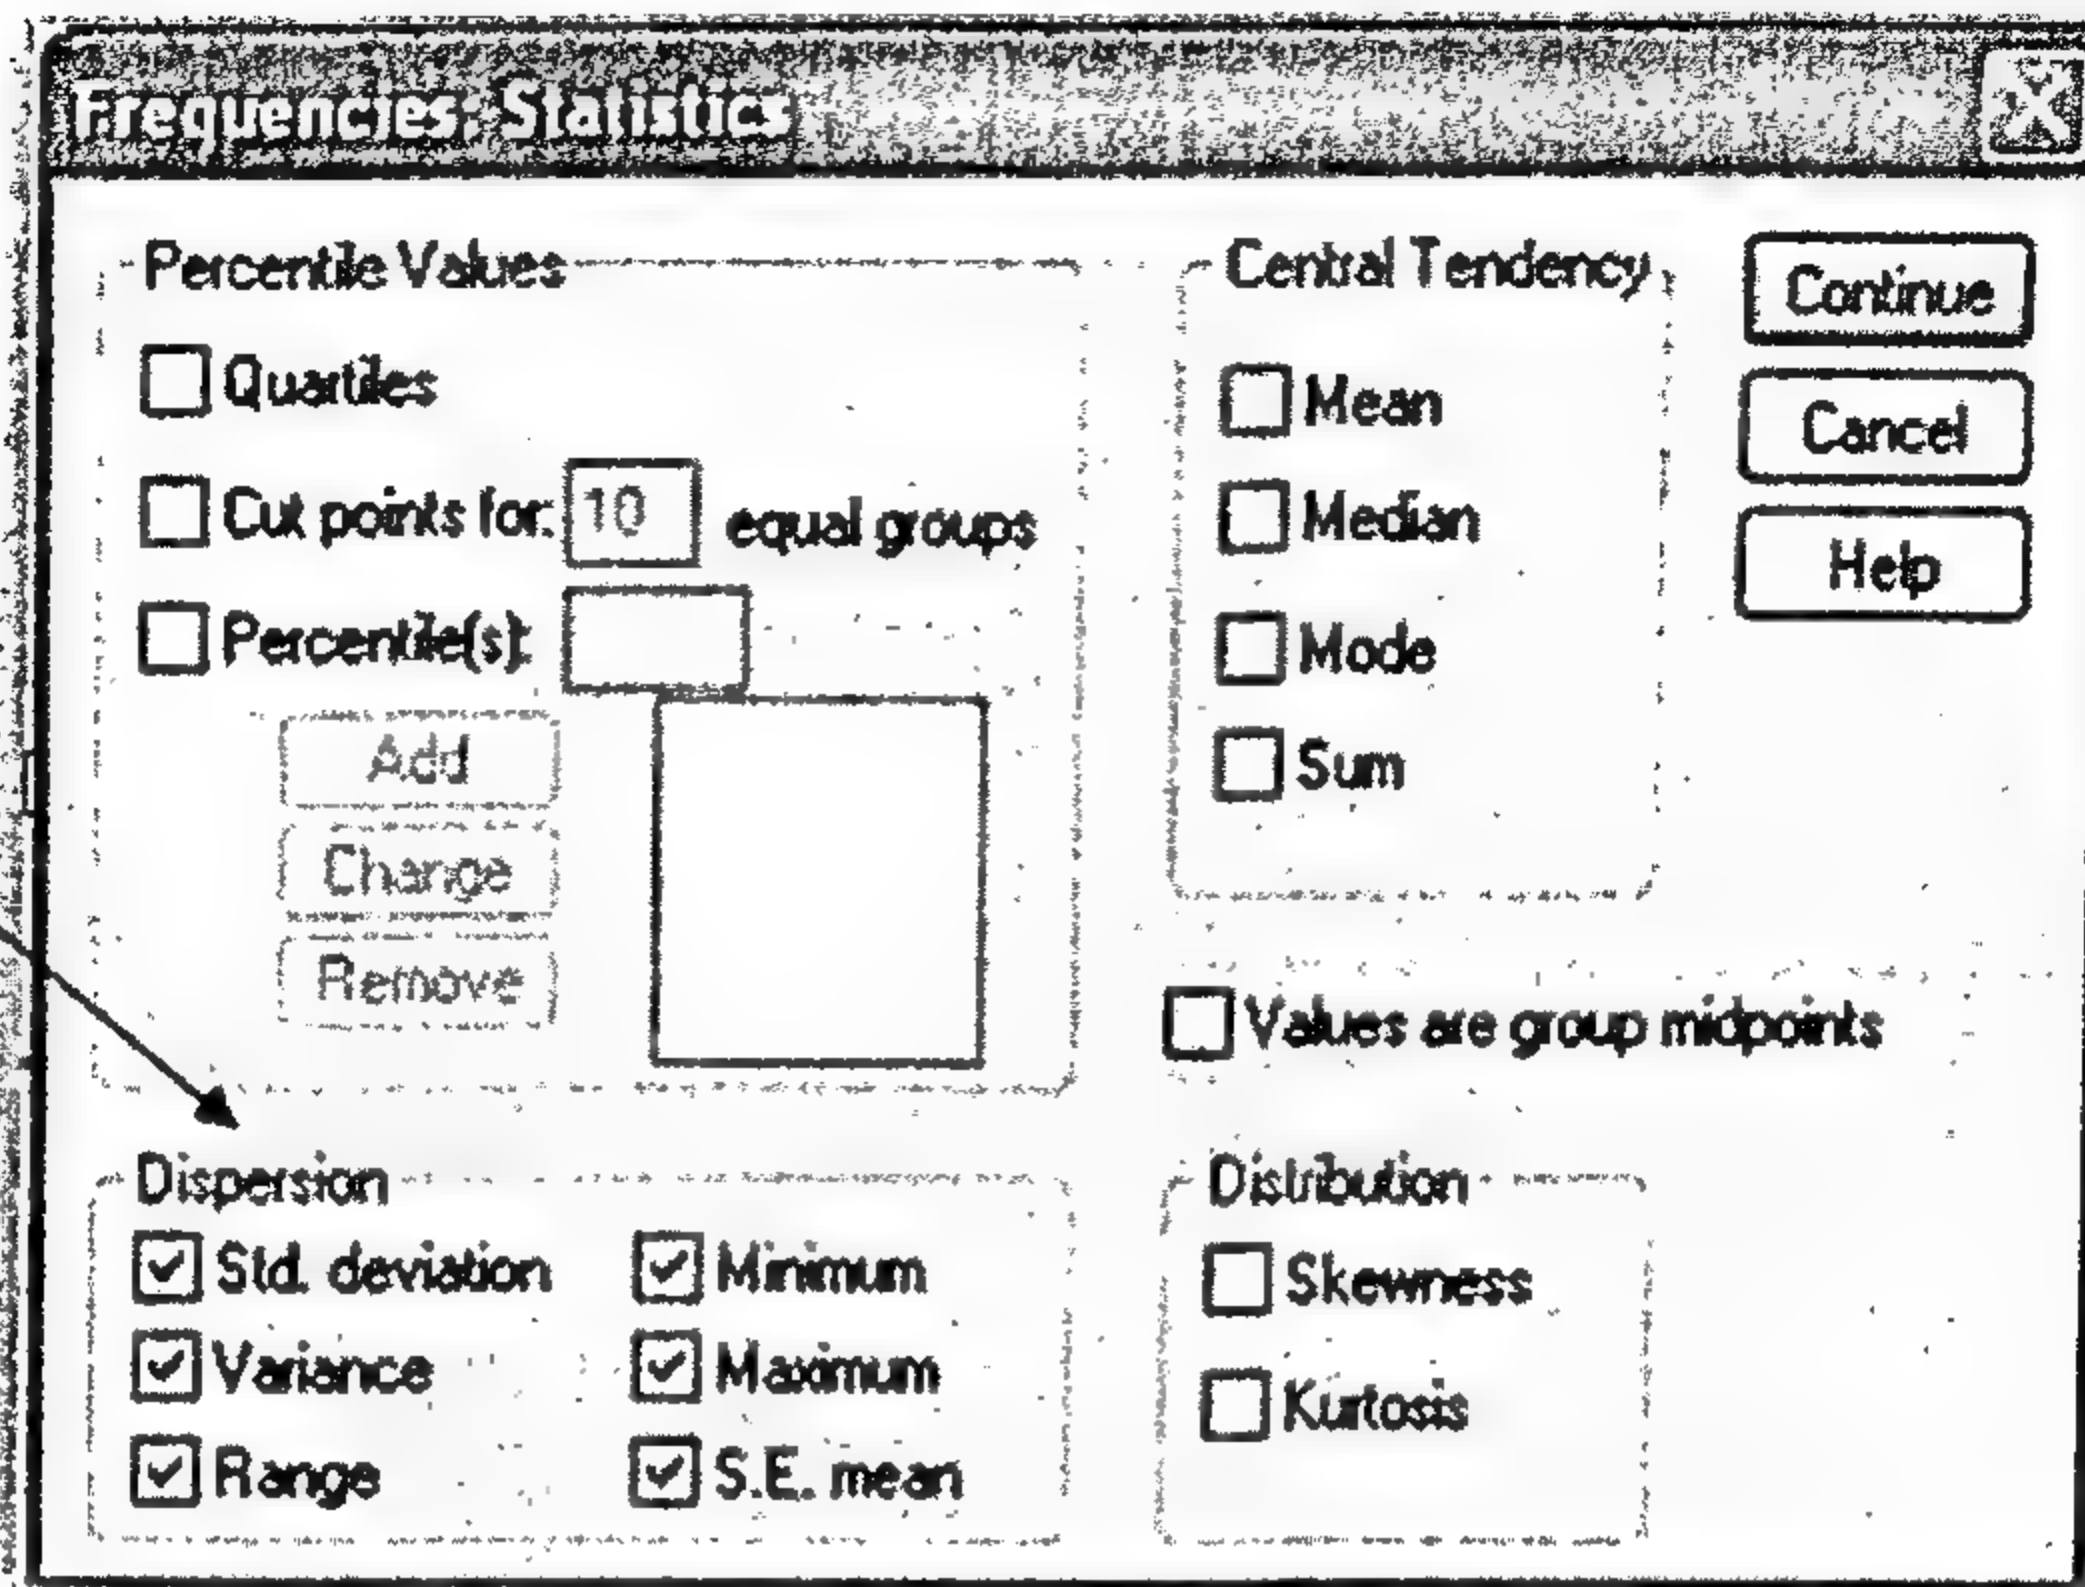 Frequencies: Statistics
Percentile Values
Quartiles
Cut points for: 10 equal groups
Percentile(s):
Add
Change
Remove
Central Tendency
Mean
Median
Mode
Sum
Continue
Cancel
Help
Values are group midpoints
Dispersion
Std. deviation
Minimum
Variance
Maximum
Range
S.E. mean
Distribution
Skewness
Kurtosis